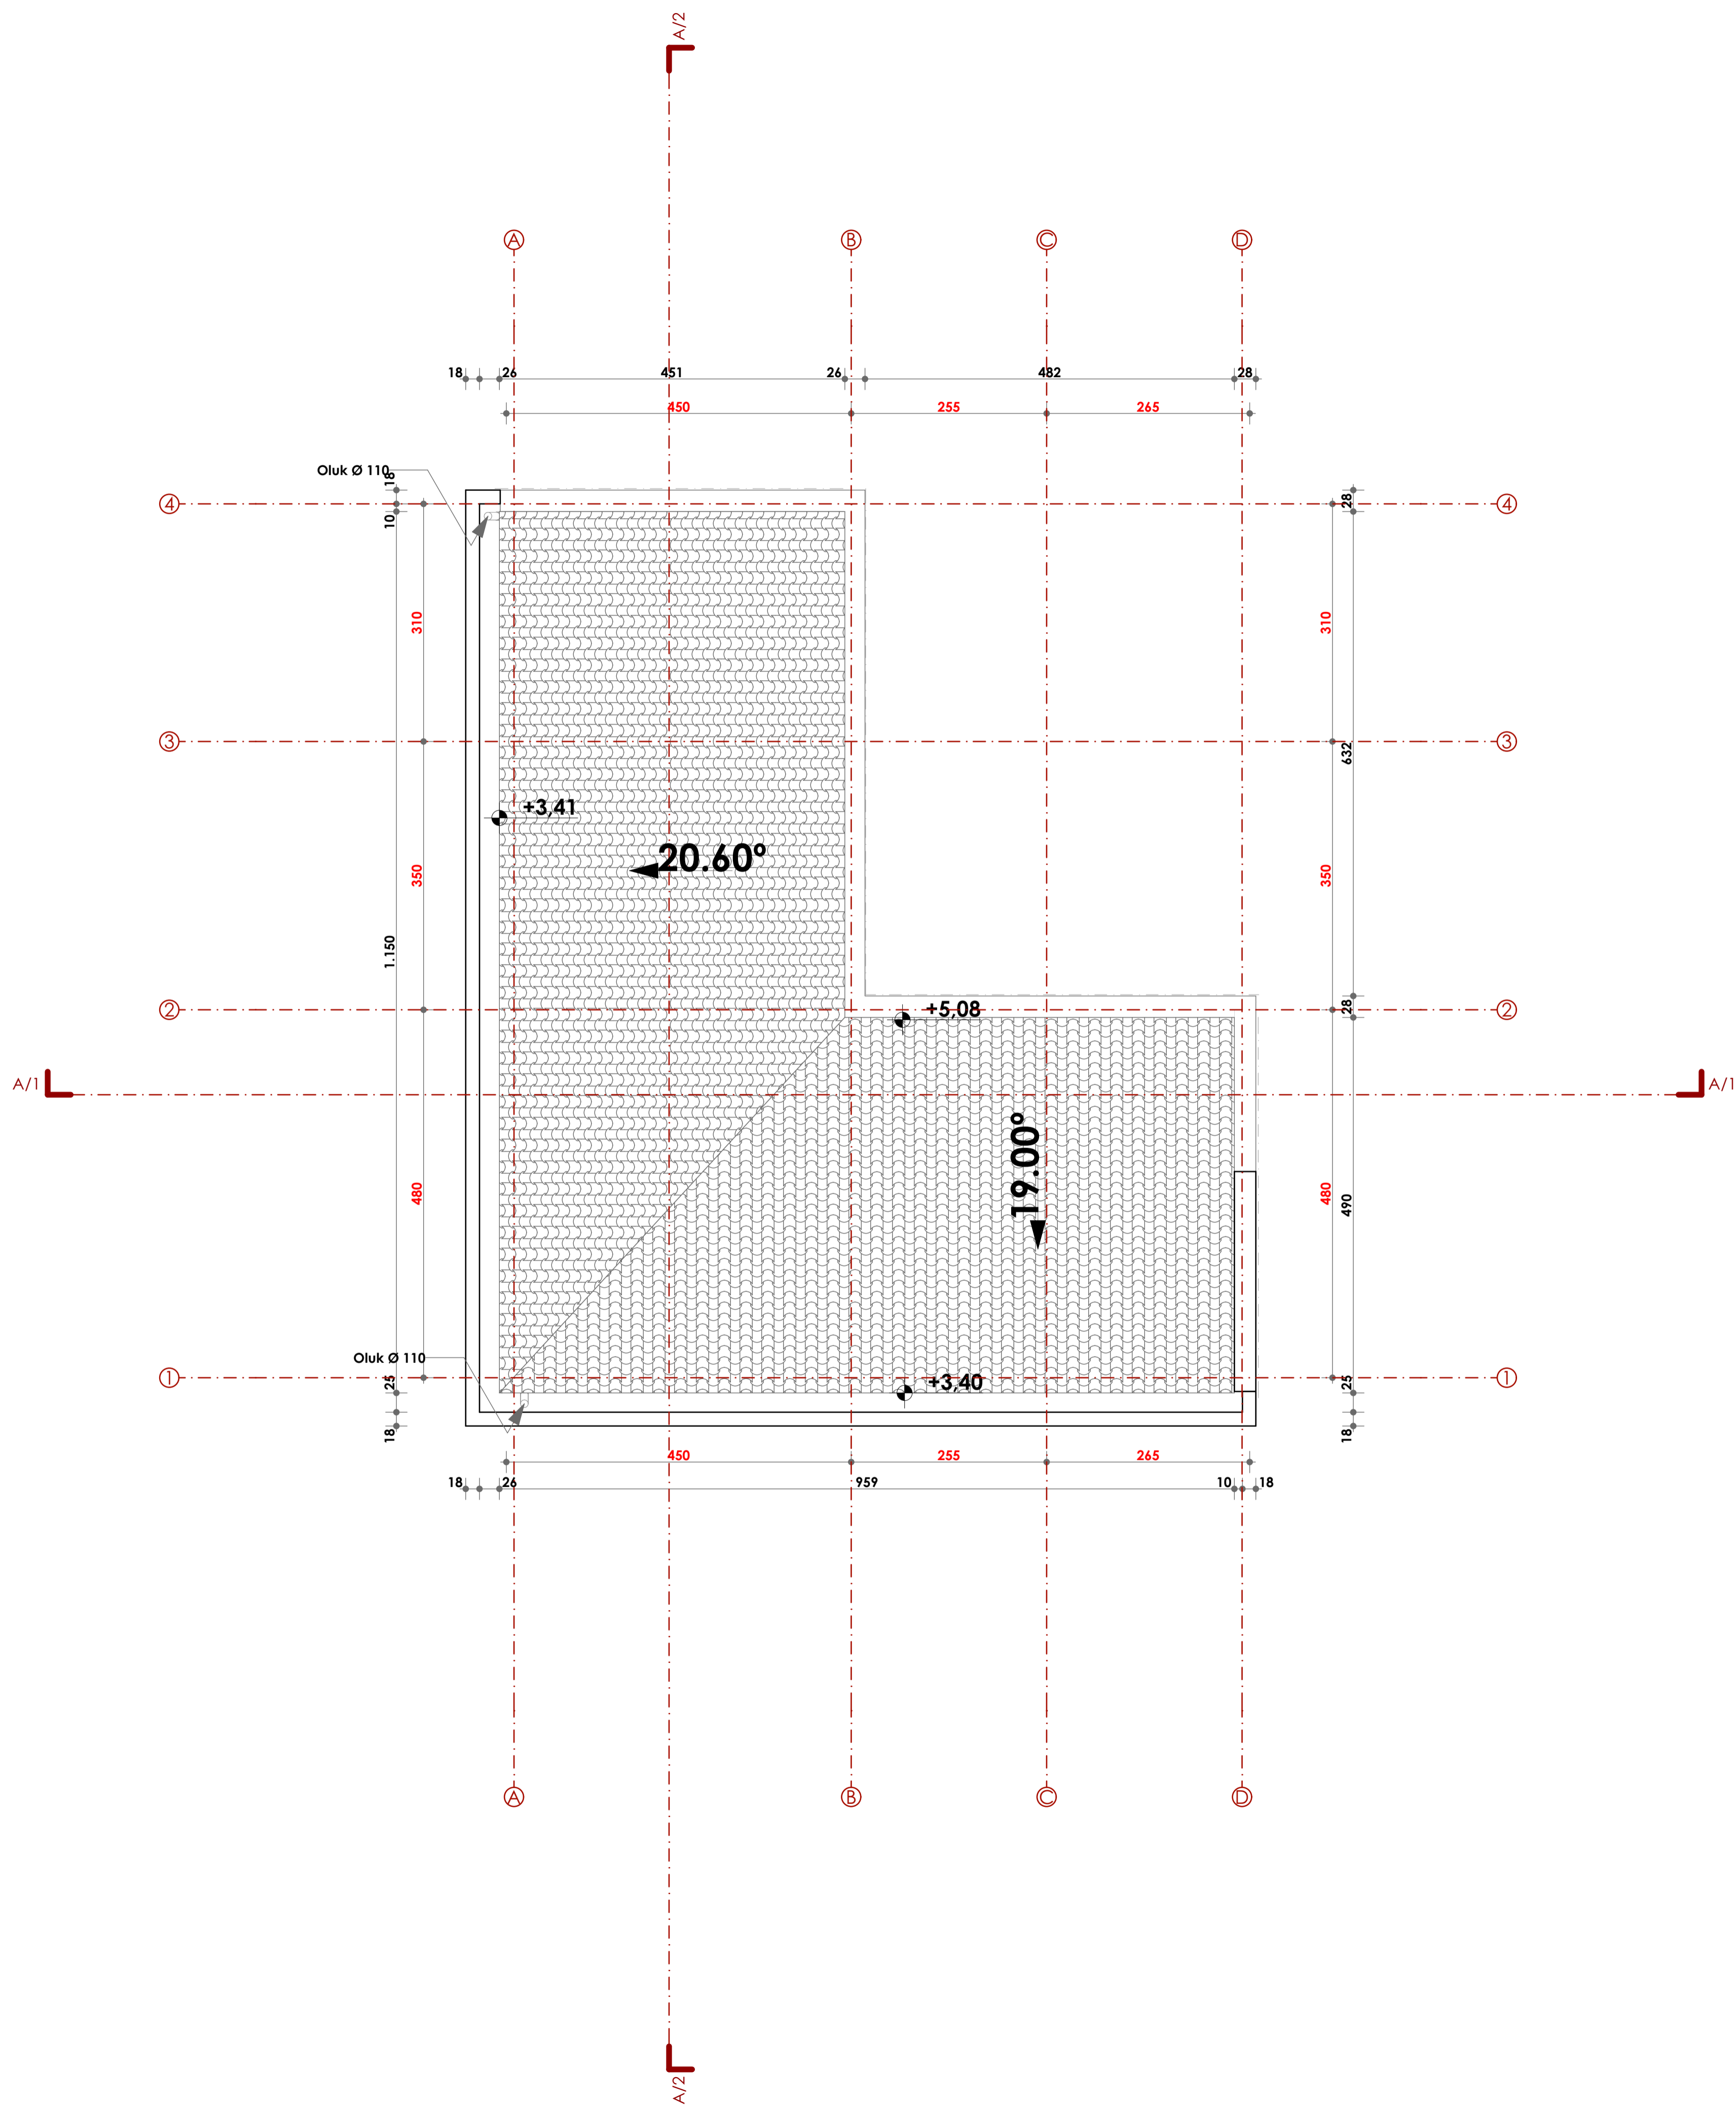 A/2
A B C D
18 26 451 26 482 28
450 255 265
Oluk Ø 110
18
28
4 4
10
310 310
632
3 3
+3,41
20.60°
350 350
1.150
2 2
28
+5,08
A/1 A/1
19.00°
480 480
490
Oluk Ø 110
1 1
+3,40
25 25
18 18
450 255 265
18 26 959 10 18
A B C D
A/2